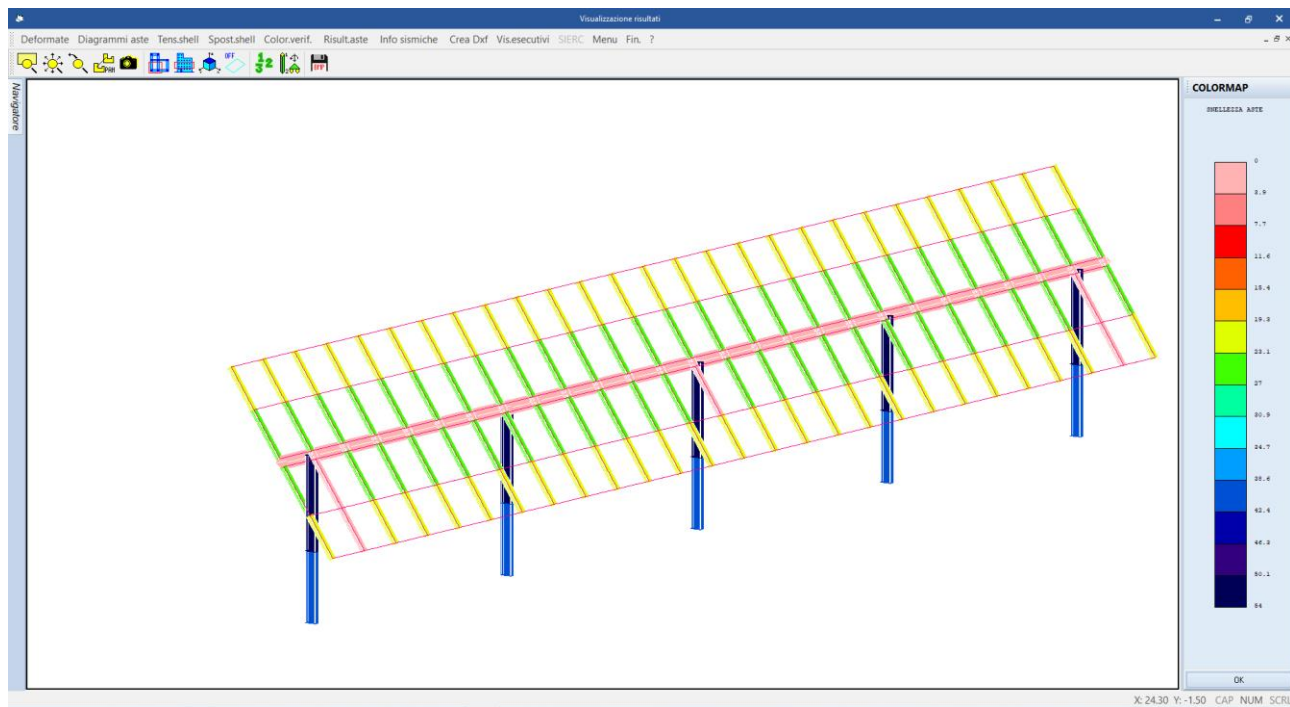 Visualizzazione risultati
Deformate Diagrammi aste Tens.shell Spost.shell Color.verif. Risult.aste Info sismiche Crea Dxf Vis.esecutivi SIERC Menu Fin. ?
PAN
OFF
Navigatore
COLORMAP
SNELLEZZA ASTE
0
3.9
7.7
11.6
15.4
19.3
23.1
27
30.9
34.7
38.6
42.4
46.3
50.1
54
OK
X: 24.30 Y: -1.50 CAP NUM SCRL